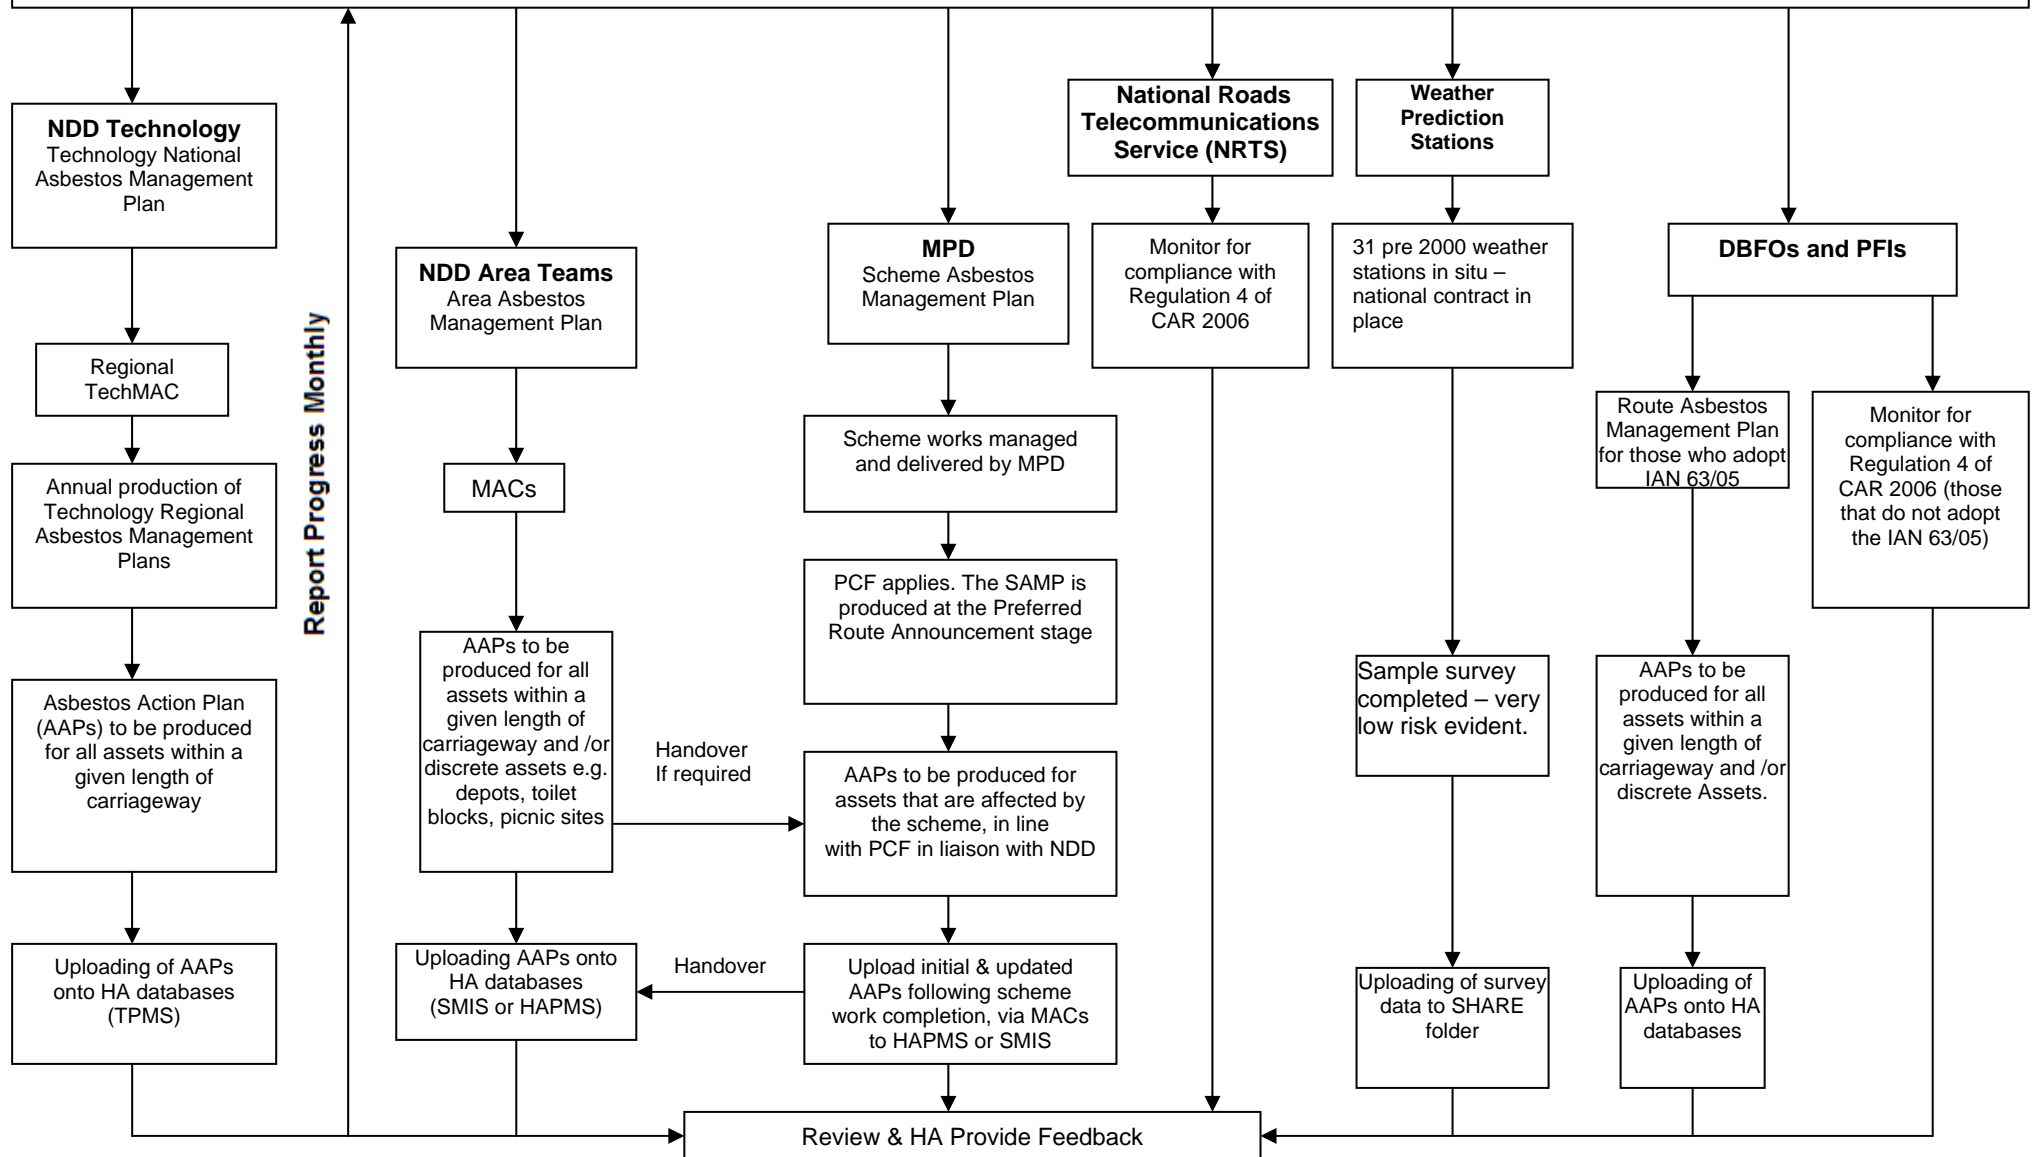 NDD Technology
Technology National
Asbestos Management
Plan
Regional
TechMAC
Annual production of
Technology Regional
Asbestos Management
Plans
Asbestos Action Plan
(AAPs) to be produced
for all assets within a
given length of
carriageway
Uploading of AAPs
onto HA databases
(TPMS)
Report Progress Monthly
NDD Area Teams
Area Asbestos
Management Plan
MACs
AAPs to be
produced for all
assets within a
given length of
carriageway and /or
discrete assets e.g.
depots, toilet
blocks, picnic sites
Uploading AAPs onto
HA databases
(SMIS or HAPMS)
Handover
If required
Handover
MPD
Scheme Asbestos
Management Plan
Scheme works managed
and delivered by MPD
PCF applies. The SAMP is
produced at the Preferred
Route Announcement stage
AAPs to be produced for
assets that are affected by
the scheme, in line
with PCF in liaison with NDD
Upload initial & updated
AAPs following scheme
work completion, via MACs
to HAPMS or SMIS
National Roads
Telecommunications
Service (NRTS)
Monitor for
compliance with
Regulation 4 of
CAR 2006
Weather
Prediction
Stations
31 pre 2000 weather
stations in situ –
national contract in
place
Sample survey
completed – very
low risk evident.
Uploading of survey
data to SHARE
folder
DBFOs and PFIs
Route Asbestos
Management Plan
for those who adopt
IAN 63/05
AAPs to be
produced for all
assets within a
given length of
carriageway and /or
discrete Assets.
Uploading of
AAPs onto HA
databases
Monitor for
compliance with
Regulation 4 of
CAR 2006 (those
that do not adopt
the IAN 63/05)
Review & HA Provide Feedback